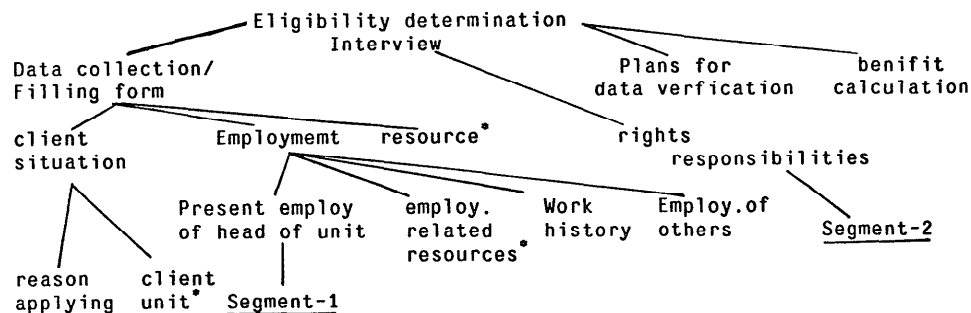 Eligibility determination
Interview
Data collection/
Filling form
Plans for
data verfication
benifit
calculation
client
situation
Employmemt
resource*
rights
responsibilities
Present employ
of head of unit
employ.
related
resources*
Work
history
Employ.of
others
Segment-2
reason
applying
client
unit*
Segment-1